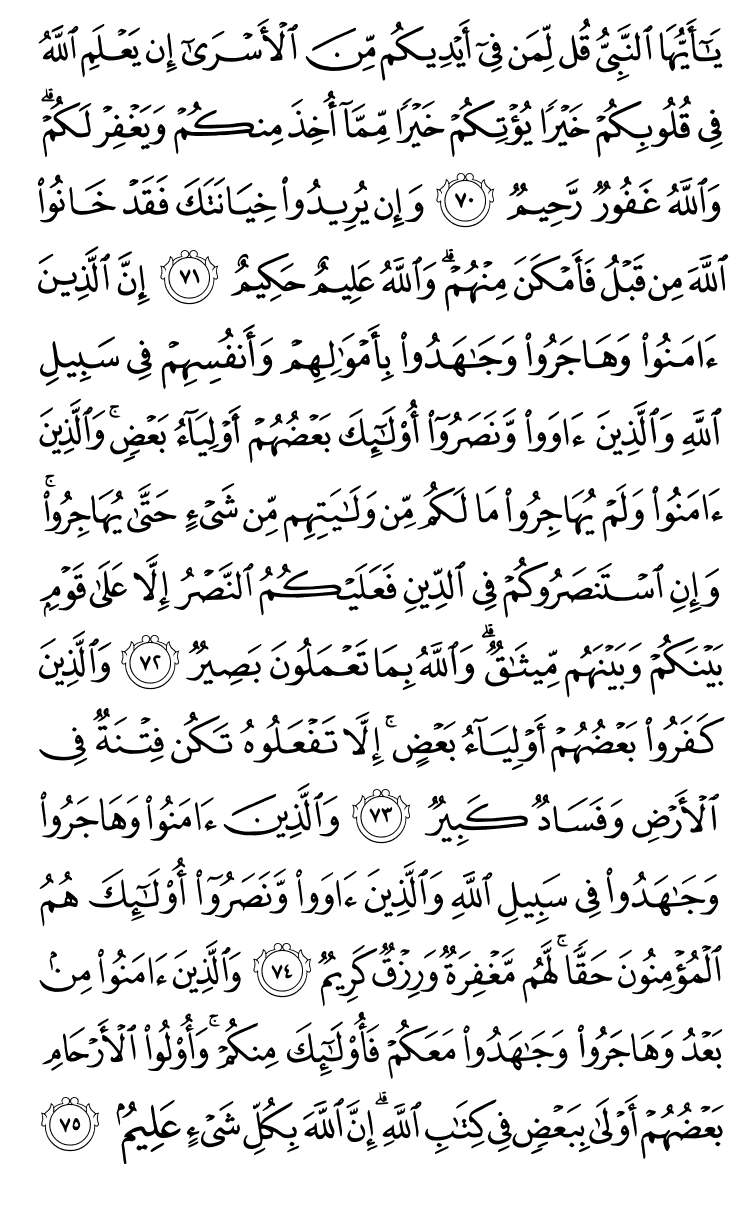 يَـٰٓأَيُّهَا ٱلنَّبِىُّ قُل لِّمَن فِىٓ أَيْدِيكُم مِّنَ ٱلْأَسْرَىٰٓ إِن يَعْلَمِ ٱللَّهُ
فِى قُلُوبِكُمْ خَيْرًا يُؤْتِكُمْ خَيْرًا مِّمَّآ أُخِذَ مِنكُمْ وَيَغْفِرْ لَكُمْ ۗ
وَٱللَّهُ غَفُورٌ رَّحِيمٌ ٧٠ وَإِن يُرِيدُوا۟ خِيَانَتَكَ فَقَدْ خَانُوا۟
ٱللَّهَ مِن قَبْلُ فَأَمْكَنَ مِنْهُمْ ۗ وَٱللَّهُ عَلِيمٌ حَكِيمٌ ٧١ إِنَّ ٱلَّذِينَ
ءَامَنُوا۟ وَهَاجَرُوا۟ وَجَـٰهَدُوا۟ بِأَمْوَٰلِهِمْ وَأَنفُسِهِمْ فِى سَبِيلِ
ٱللَّهِ وَٱلَّذِينَ ءَاوَوا۟ وَّنَصَرُوٓا۟ أُو۟لَـٰٓئِكَ بَعْضُهُمْ أَوْلِيَآءُ بَعْضٍ ۚ وَٱلَّذِينَ
ءَامَنُوا۟ وَلَمْ يُهَاجِرُوا۟ مَا لَكُم مِّن وَلَـٰيَتِهِم مِّن شَىْءٍ حَتَّىٰ يُهَاجِرُوا۟ ۚ
وَإِنِ ٱسْتَنصَرُوكُمْ فِى ٱلدِّينِ فَعَلَيْكُمُ ٱلنَّصْرُ إِلَّا عَلَىٰ قَوْمٍۭ
بَيْنَكُمْ وَبَيْنَهُم مِّيثَـٰقٌ ۗ وَٱللَّهُ بِمَا تَعْمَلُونَ بَصِيرٌ ٧٢ وَٱلَّذِينَ
كَفَرُوا۟ بَعْضُهُمْ أَوْلِيَآءُ بَعْضٍ ۚ إِلَّا تَفْعَلُوهُ تَكُن فِتْنَةٌ فِى
ٱلْأَرْضِ وَفَسَادٌ كَبِيرٌ ٧٣ وَٱلَّذِينَ ءَامَنُوا۟ وَهَاجَرُوا۟
وَجَـٰهَدُوا۟ فِى سَبِيلِ ٱللَّهِ وَٱلَّذِينَ ءَاوَوا۟ وَّنَصَرُوٓا۟ أُو۟لَـٰٓئِكَ هُمُ
ٱلْمُؤْمِنُونَ حَقًّا ۚ لَّهُم مَّغْفِرَةٌ وَرِزْقٌ كَرِيمٌ ٧٤ وَٱلَّذِينَ ءَامَنُوا۟ مِنۢ
بَعْدُ وَهَاجَرُوا۟ وَجَـٰهَدُوا۟ مَعَكُمْ فَأُو۟لَـٰٓئِكَ مِنكُمْ ۚ وَأُو۟لُوا۟ ٱلْأَرْحَامِ
بَعْضُهُمْ أَوْلَىٰ بِبَعْضٍ فِى كِتَـٰبِ ٱللَّهِ ۗ إِنَّ ٱللَّهَ بِكُلِّ شَىْءٍ عَلِيمٌۢ ٧٥